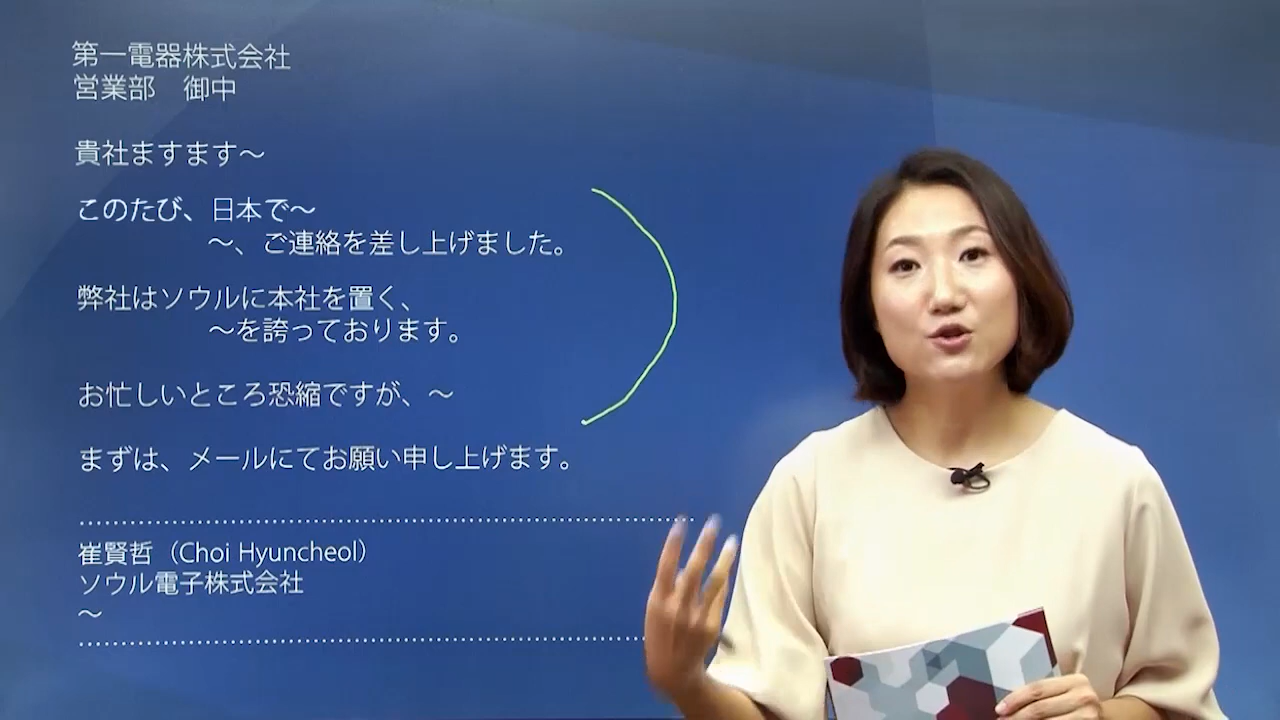 第一電器株式会社
営業部　御中
貴社ますます～
このたび、日本で～
～、ご連絡を差し上げました。
弊社はソウルに本社を置く、
～を誇っております。
お忙しいところ恐縮ですが、～
まずは、メールにてお願い申し上げます。
崔賢哲（Choi Hyuncheol）
ソウル電子株式会社
～